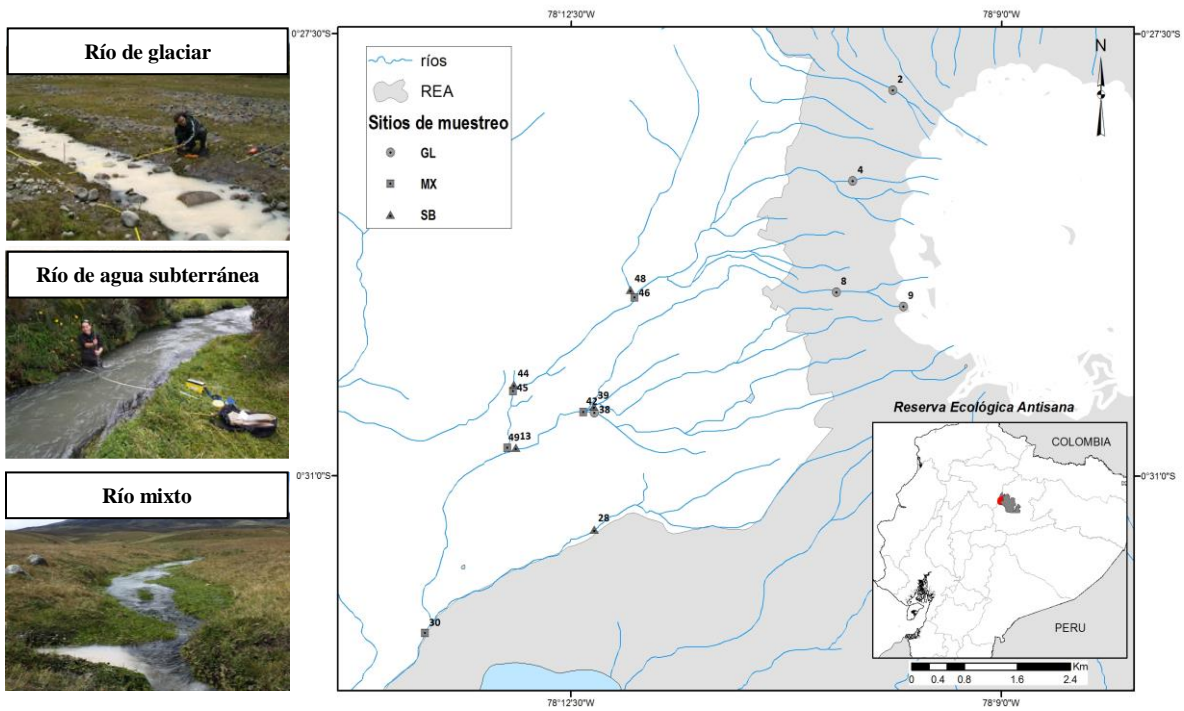 Río de glaciar
Río de agua subterránea
Río mixto
78°12'30"W
78°9'0"W
0°27'30"S
0°27'30"S
ríos
REA
Sitios de muestreo
GL
MX
SB
N
2
4
8
9
48
46
44
45
39
42
38
49
13
28
30
0°31'0"S
0°31'0"S
Reserva Ecológica Antisana
COLOMBIA
PERU
Km
0 0.4 0.8 1.6 2.4
78°12'30"W
78°9'0"W